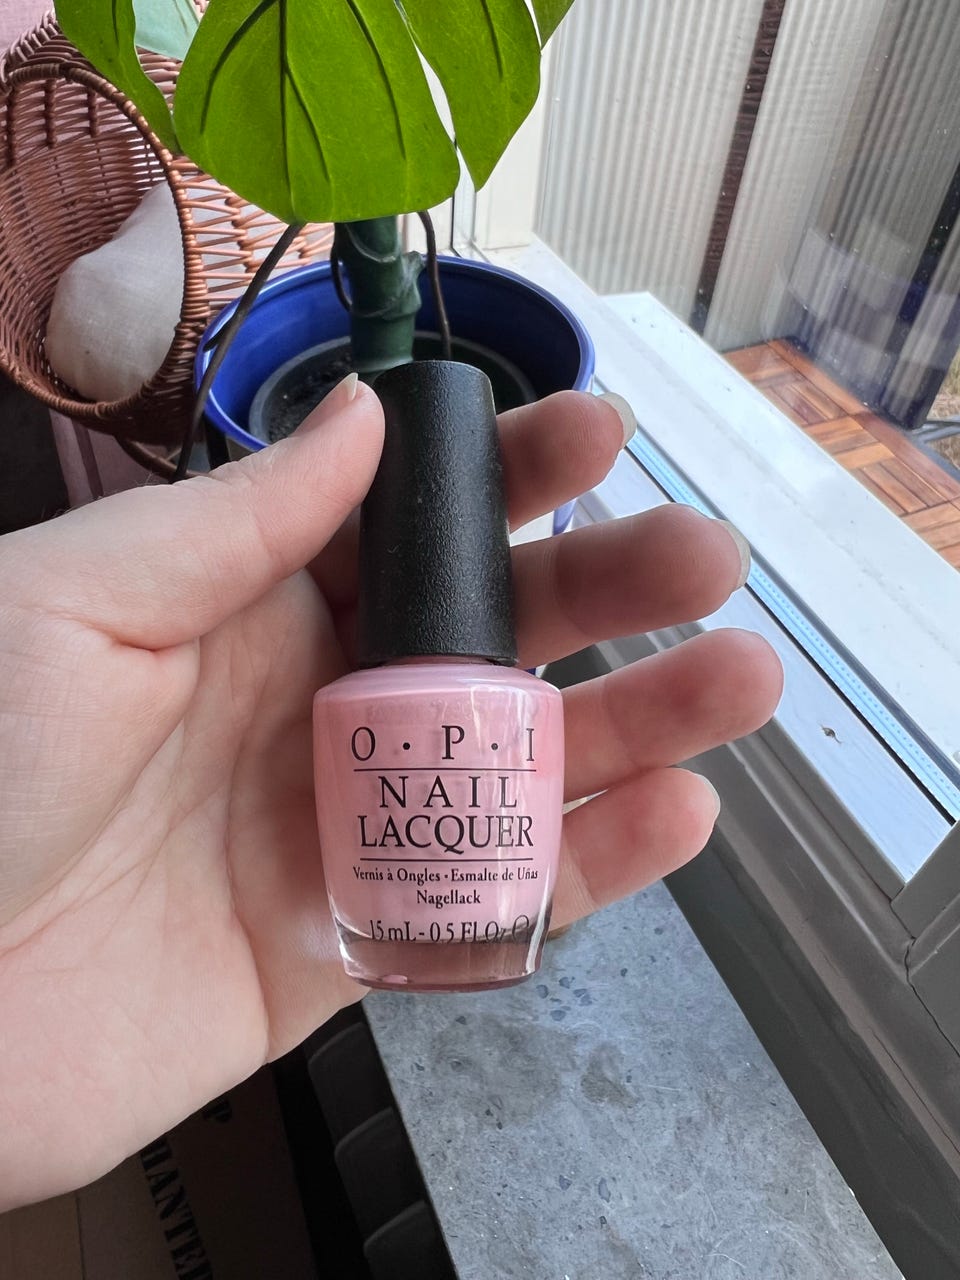 O · P · I
NAIL
LACQUER
Vernis à Ongles • Esmalte de Uñas
Nagellack
15 mL - 0.5 Fl Oz